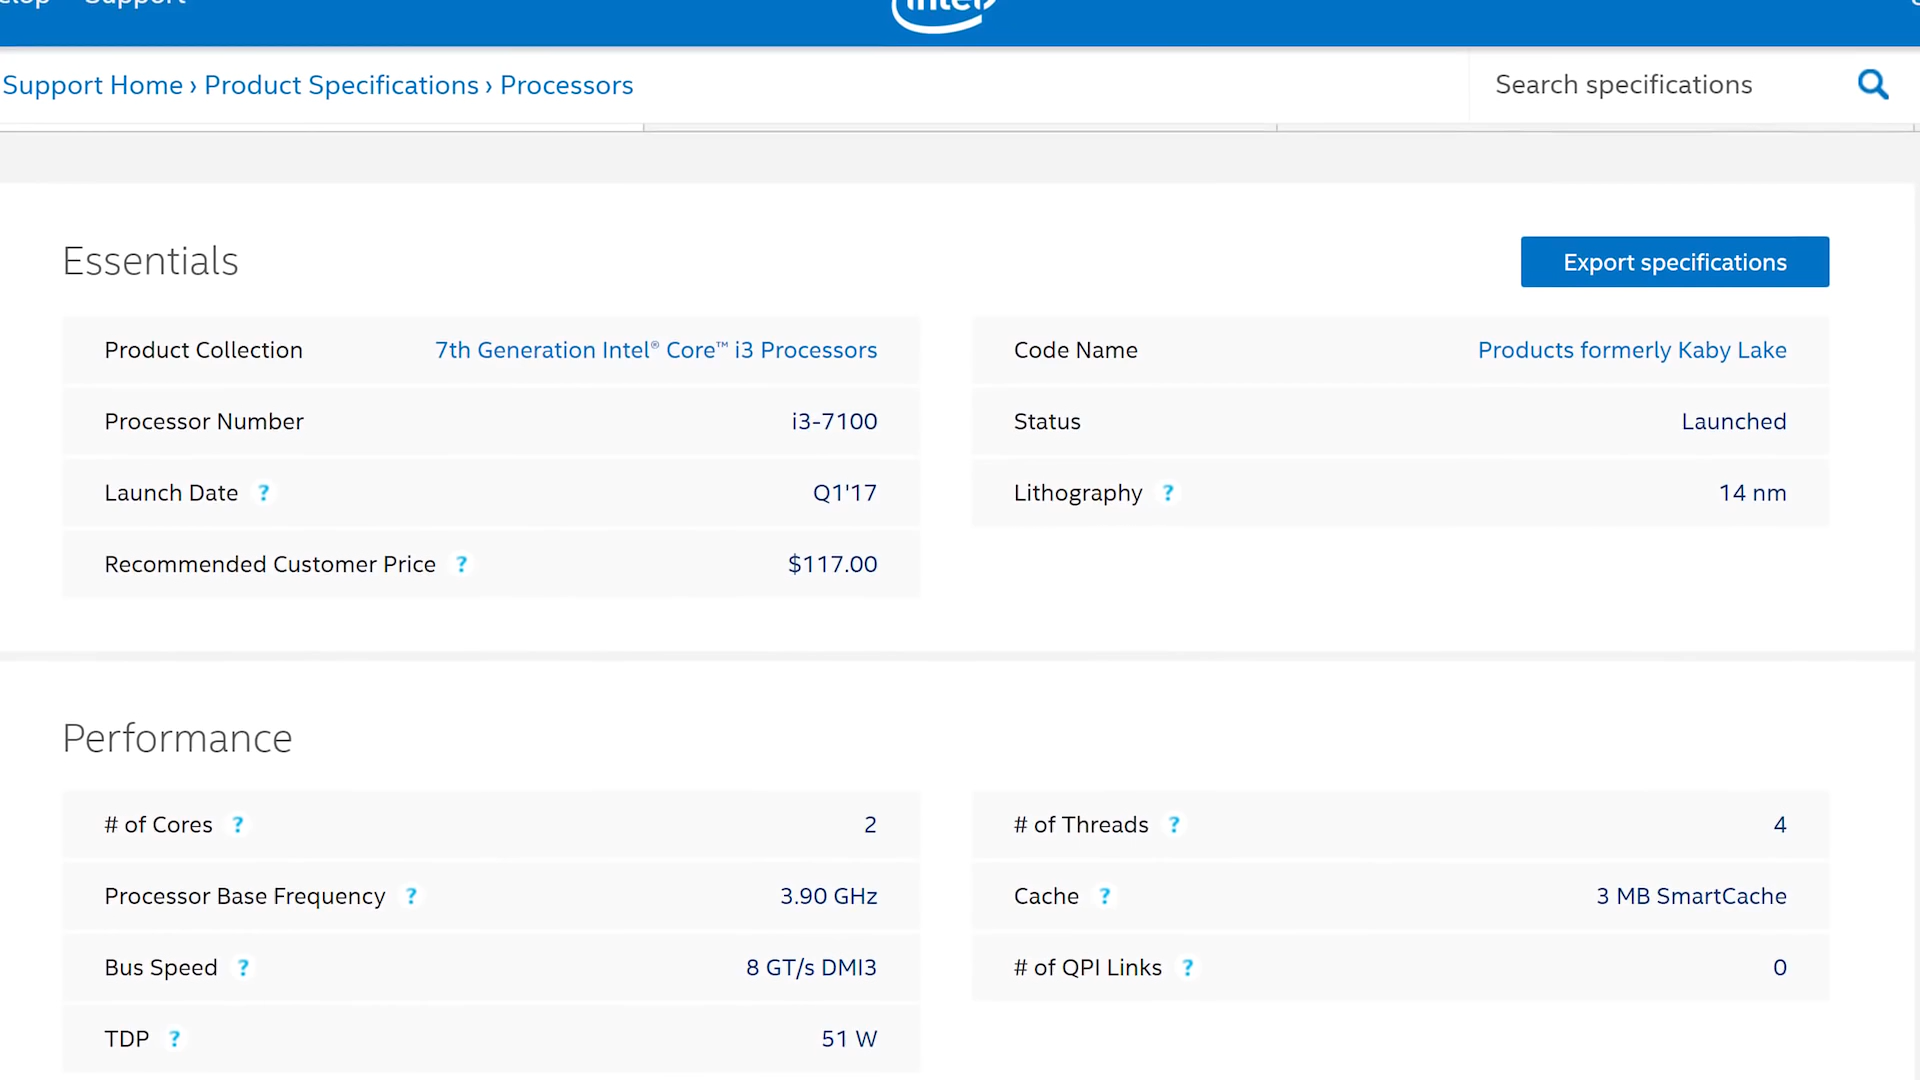 Support
intel
Support Home › Product Specifications › Processors
Search specifications
Essentials
Export specifications
Product Collection ​7th Generation Intel® Core™ i3 Processors
Code Name Products formerly Kaby Lake
Processor Number i3-7100
Status Launched
Launch Date ? Q1'17
Lithography ? 14 nm
Recommended Customer Price ? $117.00
Performance
# of Cores ? 2
# of Threads ? 4
Processor Base Frequency ? 3.90 GHz
Cache ? 3 MB SmartCache
Bus Speed ? 8 GT/s DMI3
# of QPI Links ? 0
TDP ? 51 W